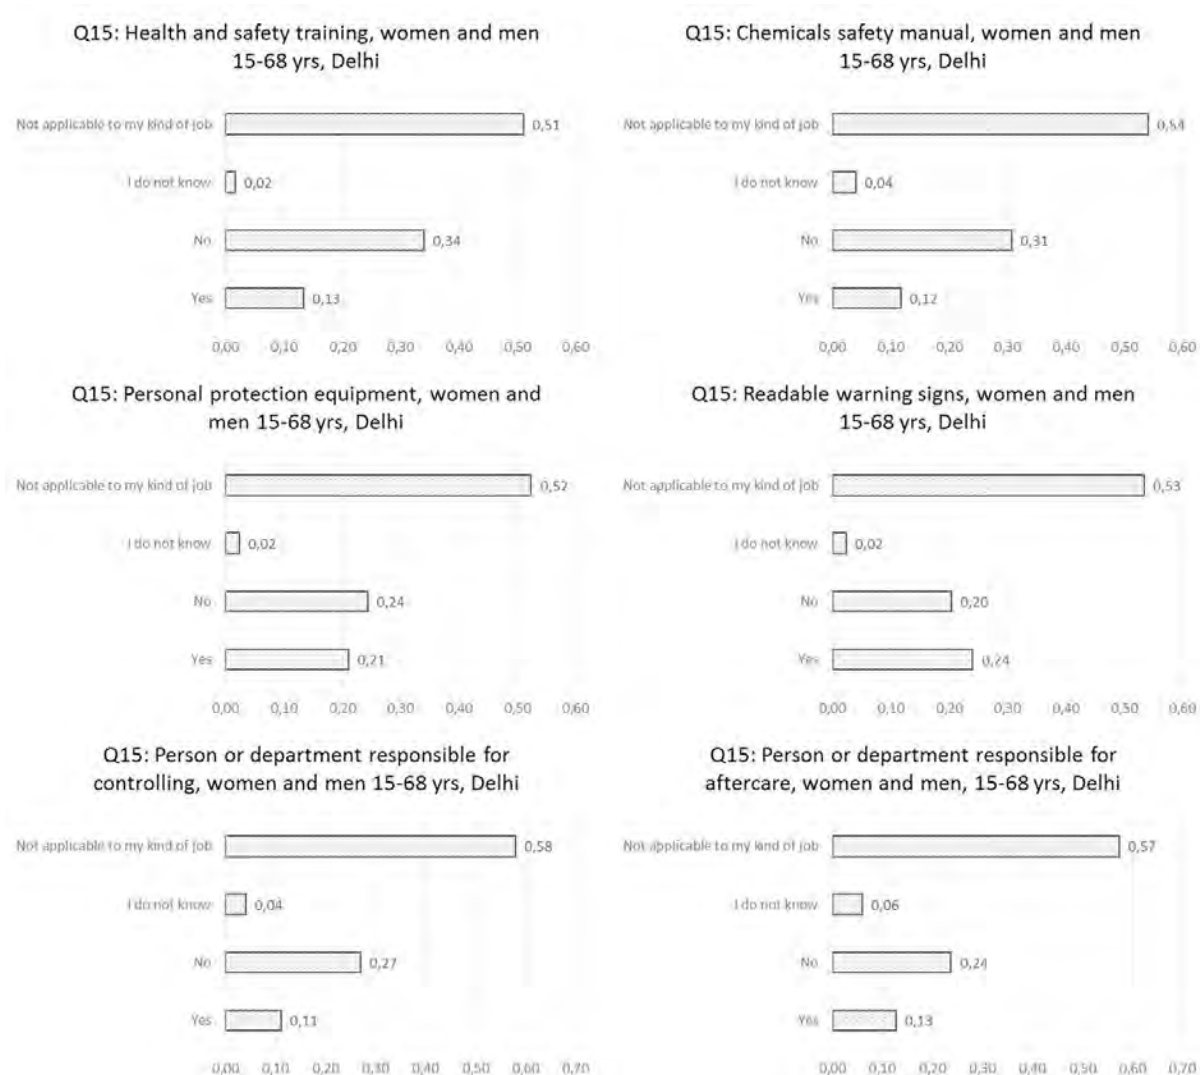 Q15: Health and safety training, women and men
15-68 yrs, Delhi
Not applicable to my kind of job
0,51
I do not know
0,02
No
0,34
Yes
0,13
0,00 0,10 0,20 0,30 0,40 0,50 0,60
Q15: Chemicals safety manual, women and men
15-68 yrs, Delhi
Not applicable to my kind of job
0,54
I do not know
0,04
No
0,31
Yes
0,12
0,00 0,10 0,20 0,30 0,40 0,50 0,60
Q15: Personal protection equipment, women and
men 15-68 yrs, Delhi
Not applicable to my kind of job
0,52
I do not know
0,02
No
0,24
Yes
0,21
0,00 0,10 0,20 0,30 0,40 0,50 0,60
Q15: Readable warning signs, women and men
15-68 yrs, Delhi
Not applicable to my kind of job
0,53
I do not know
0,02
No
0,20
Yes
0,24
0,00 0,10 0,20 0,30 0,40 0,50 0,60
Q15: Person or department responsible for
controlling, women and men 15-68 yrs, Delhi
Not applicable to my kind of job
0,58
I do not know
0,04
No
0,27
Yes
0,11
0,00 0,10 0,20 0,30 0,40 0,50 0,60 0,70
Q15: Person or department responsible for
aftercare, women and men, 15-68 yrs, Delhi
Not applicable to my kind of job
0,57
I do not know
0,06
No
0,24
Yes
0,13
0,00 0,10 0,20 0,30 0,40 0,50 0,60 0,70